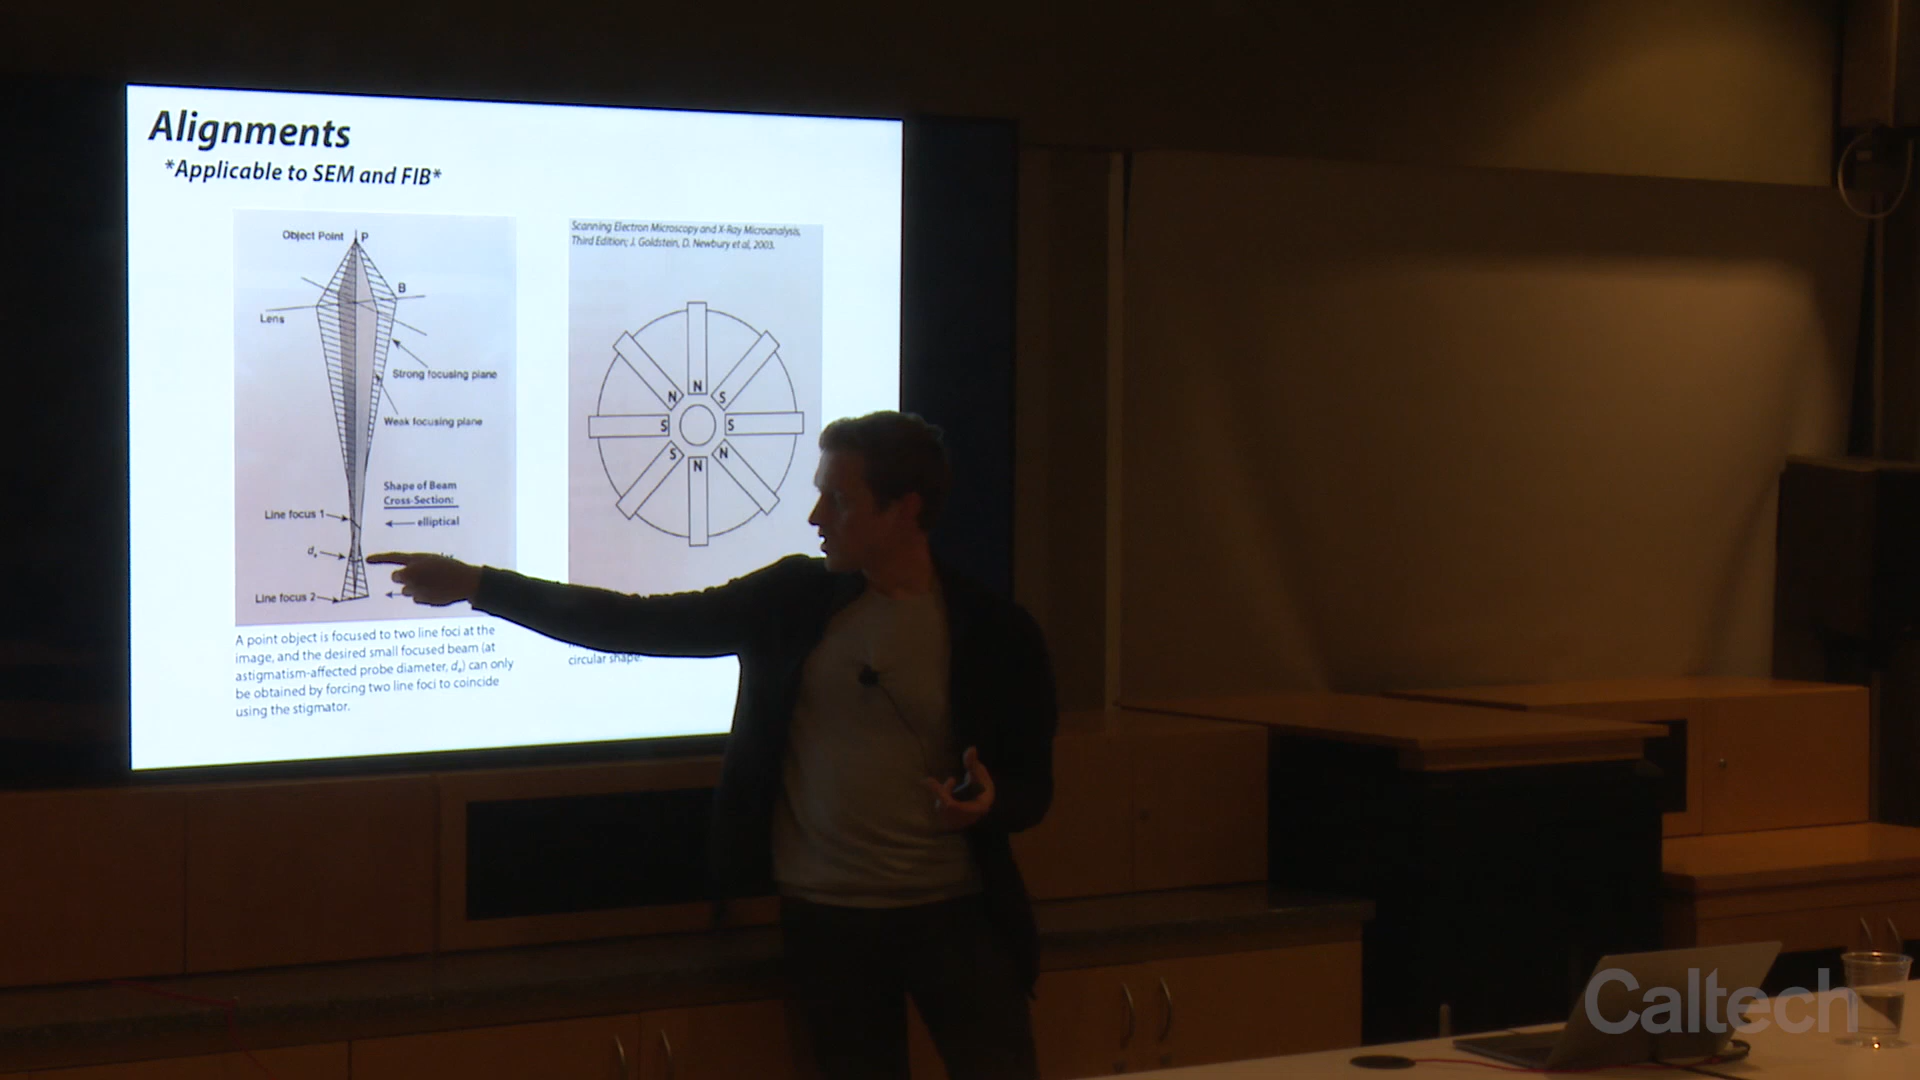 Alignments
*Applicable to SEM and FIB*
Object Point P
B
Lens
Strong focusing plane
Weak focusing plane
Shape of Beam
Cross-Section:
Line focus 1
elliptical
dₐ
Line focus 2
A point object is focused to two line foci at the
image, and the desired small focused beam (at
astigmatism-affected probe diameter, dₐ) can only
be obtained by forcing two line foci to coincide
using the stigmator.
Scanning Electron Microscopy and X-Ray Microanalysis,
Third Edition; J. Goldstein, D. Newbury et al, 2003.
N
N S
S S
S N
N
circular shape.
Caltech